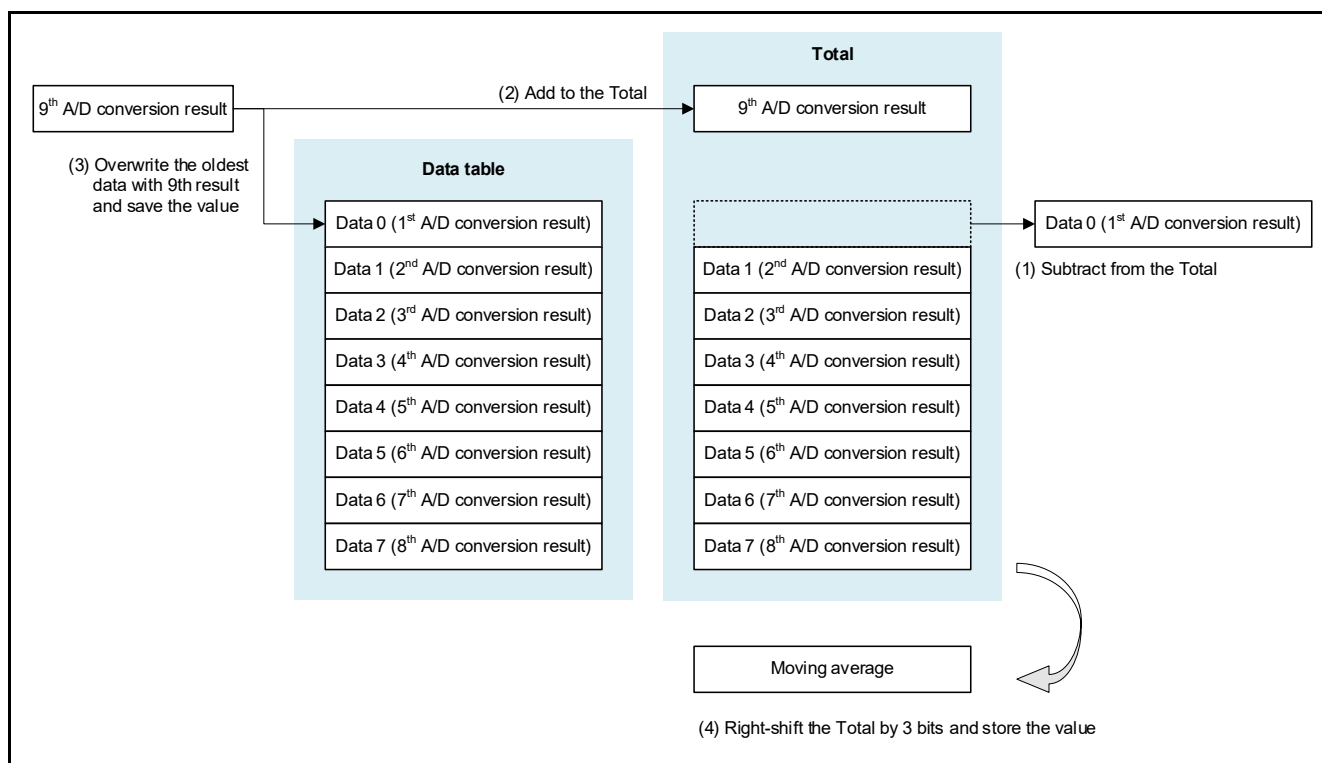 Total
(2) Add to the Total
9th A/D conversion result
9th A/D conversion result
(3) Overwrite the oldest
data with 9th result
and save the value
Data table
Data 0 (1st A/D conversion result)
Data 1 (2nd A/D conversion result)
Data 2 (3rd A/D conversion result)
Data 3 (4th A/D conversion result)
Data 4 (5th A/D conversion result)
Data 5 (6th A/D conversion result)
Data 6 (7th A/D conversion result)
Data 7 (8th A/D conversion result)
Data 1 (2nd A/D conversion result)
Data 2 (3rd A/D conversion result)
Data 3 (4th A/D conversion result)
Data 4 (5th A/D conversion result)
Data 5 (6th A/D conversion result)
Data 6 (7th A/D conversion result)
Data 7 (8th A/D conversion result)
Data 0 (1st A/D conversion result)
(1) Subtract from the Total
Moving average
(4) Right-shift the Total by 3 bits and store the value